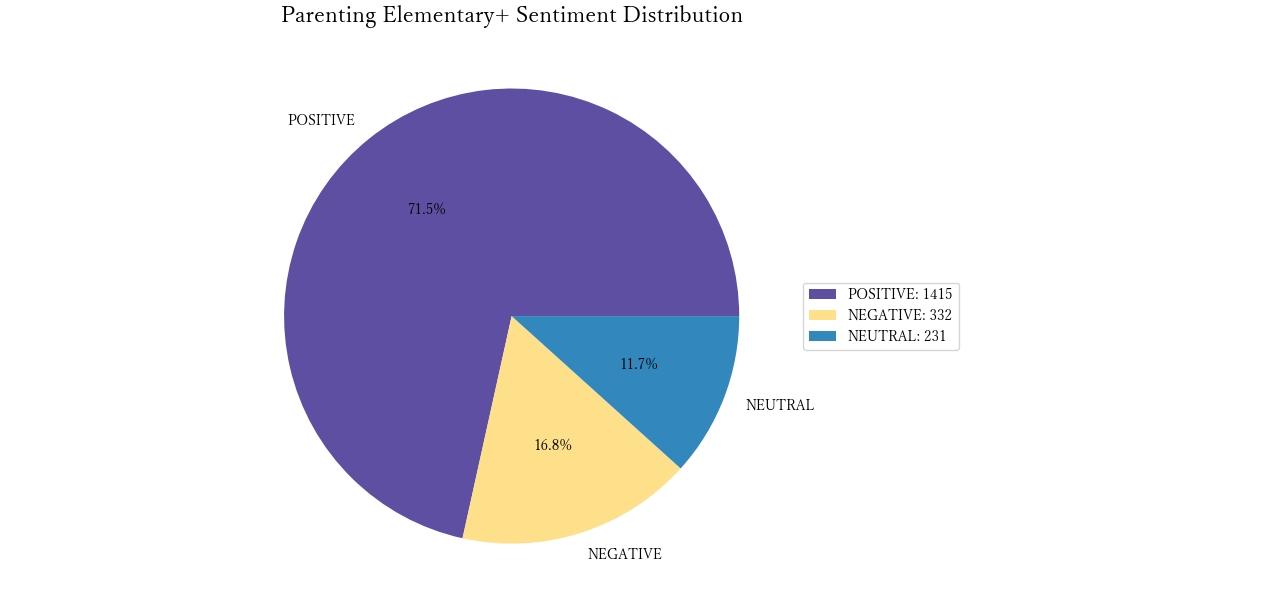 Parenting Elementary+ Sentiment Distribution
POSITIVE
71.5%
POSITIVE: 1415
NEGATIVE: 332
NEUTRAL: 231
11.7%
NEUTRAL
16.8%
NEGATIVE